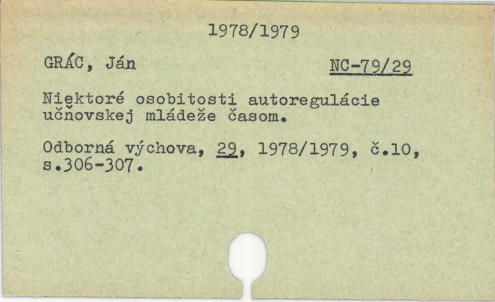 1978/1979
GRÁC, Ján NC-79/29
Niektoré osobitosti autoregulácie
učňovskej mládeže časom.
Odborná výchova, 29, 1978/1979, č.10,
s.306-307.